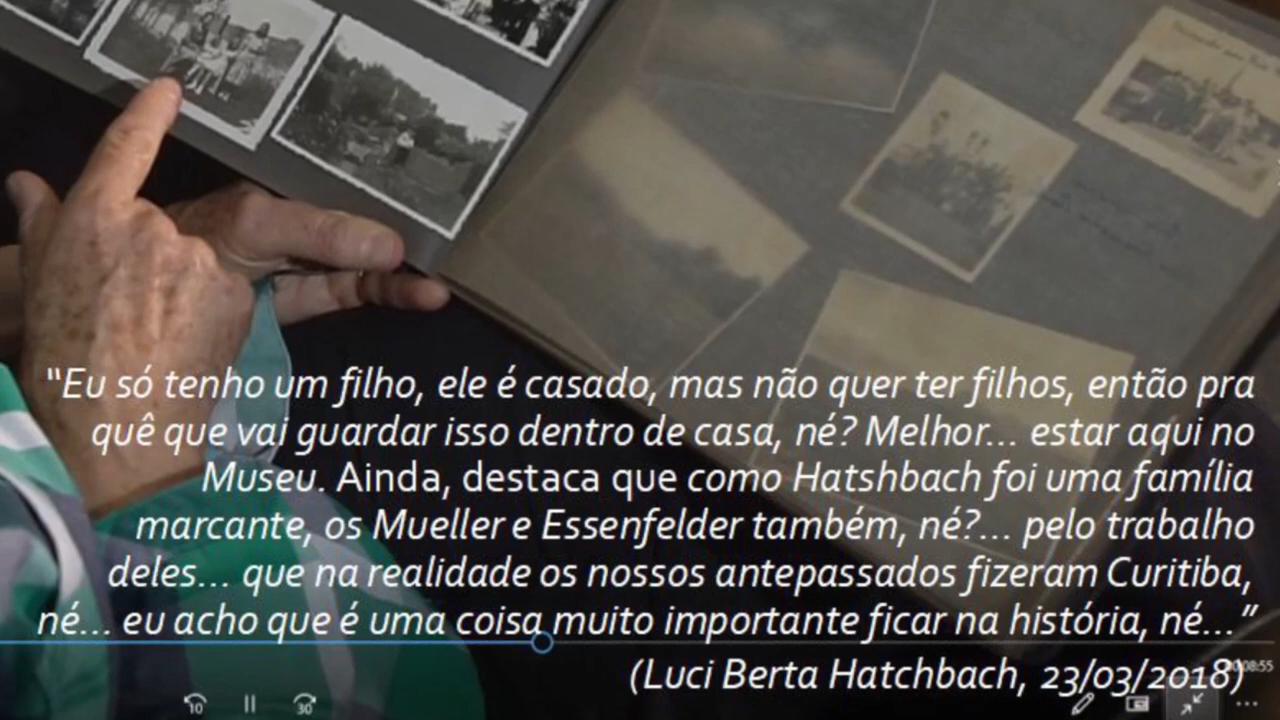 “Eu só tenho um filho, ele é casado, mas não quer ter filhos, então pra
quê que vai guardar isso dentro de casa, né? Melhor... estar aqui no
Museu. Ainda, destaca que como Hatshbach foi uma família
marcante, os Mueller e Essenfelder também, né?... pelo trabalho
deles... que na realidade os nossos antepassados fizeram Curitiba,
né... eu acho que é uma coisa muito importante ficar na história, né...”
(Luci Berta Hatchbach, 23/03/2018)
10
30